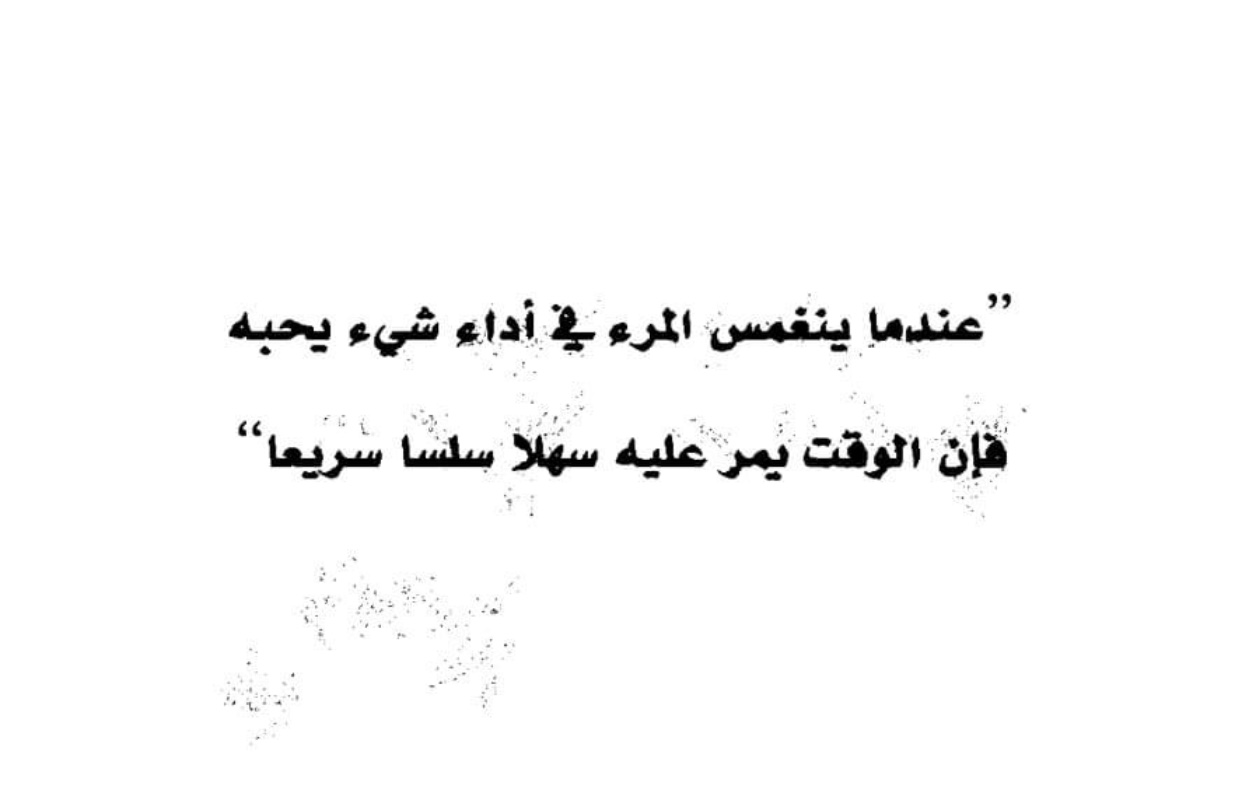 ”عندما ينغمس المرء في أداء شيء يحبه
فإن الوقت يمر عليه سهلا سلسا سريعا“